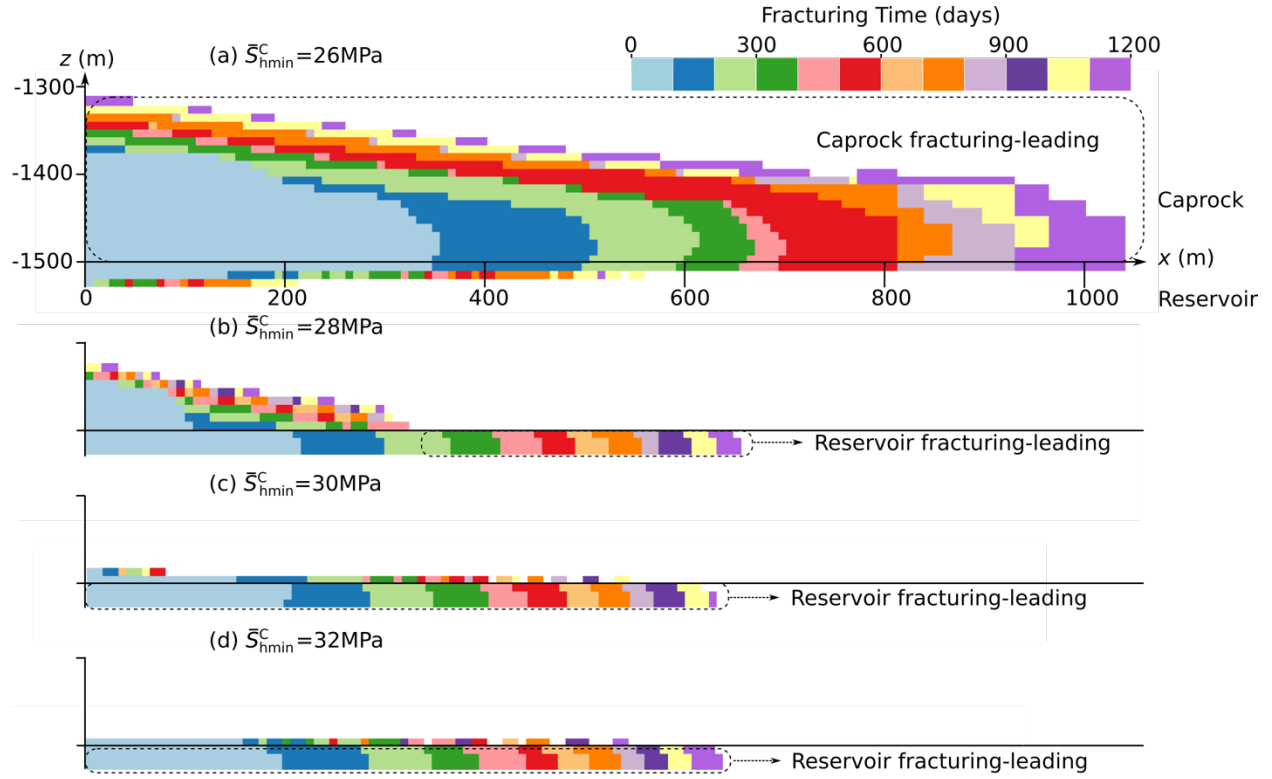 Fracturing Time (days)
0 300 600 900 1200
z (m)
(a) S̄ᶜhmin=26MPa
-1300
Caprock fracturing-leading
-1400
Caprock
-1500
x (m)
0 200 400 600 800 1000
Reservoir
(b) S̄ᶜhmin=28MPa
Reservoir fracturing-leading
(c) S̄ᶜhmin=30MPa
Reservoir fracturing-leading
(d) S̄ᶜhmin=32MPa
Reservoir fracturing-leading